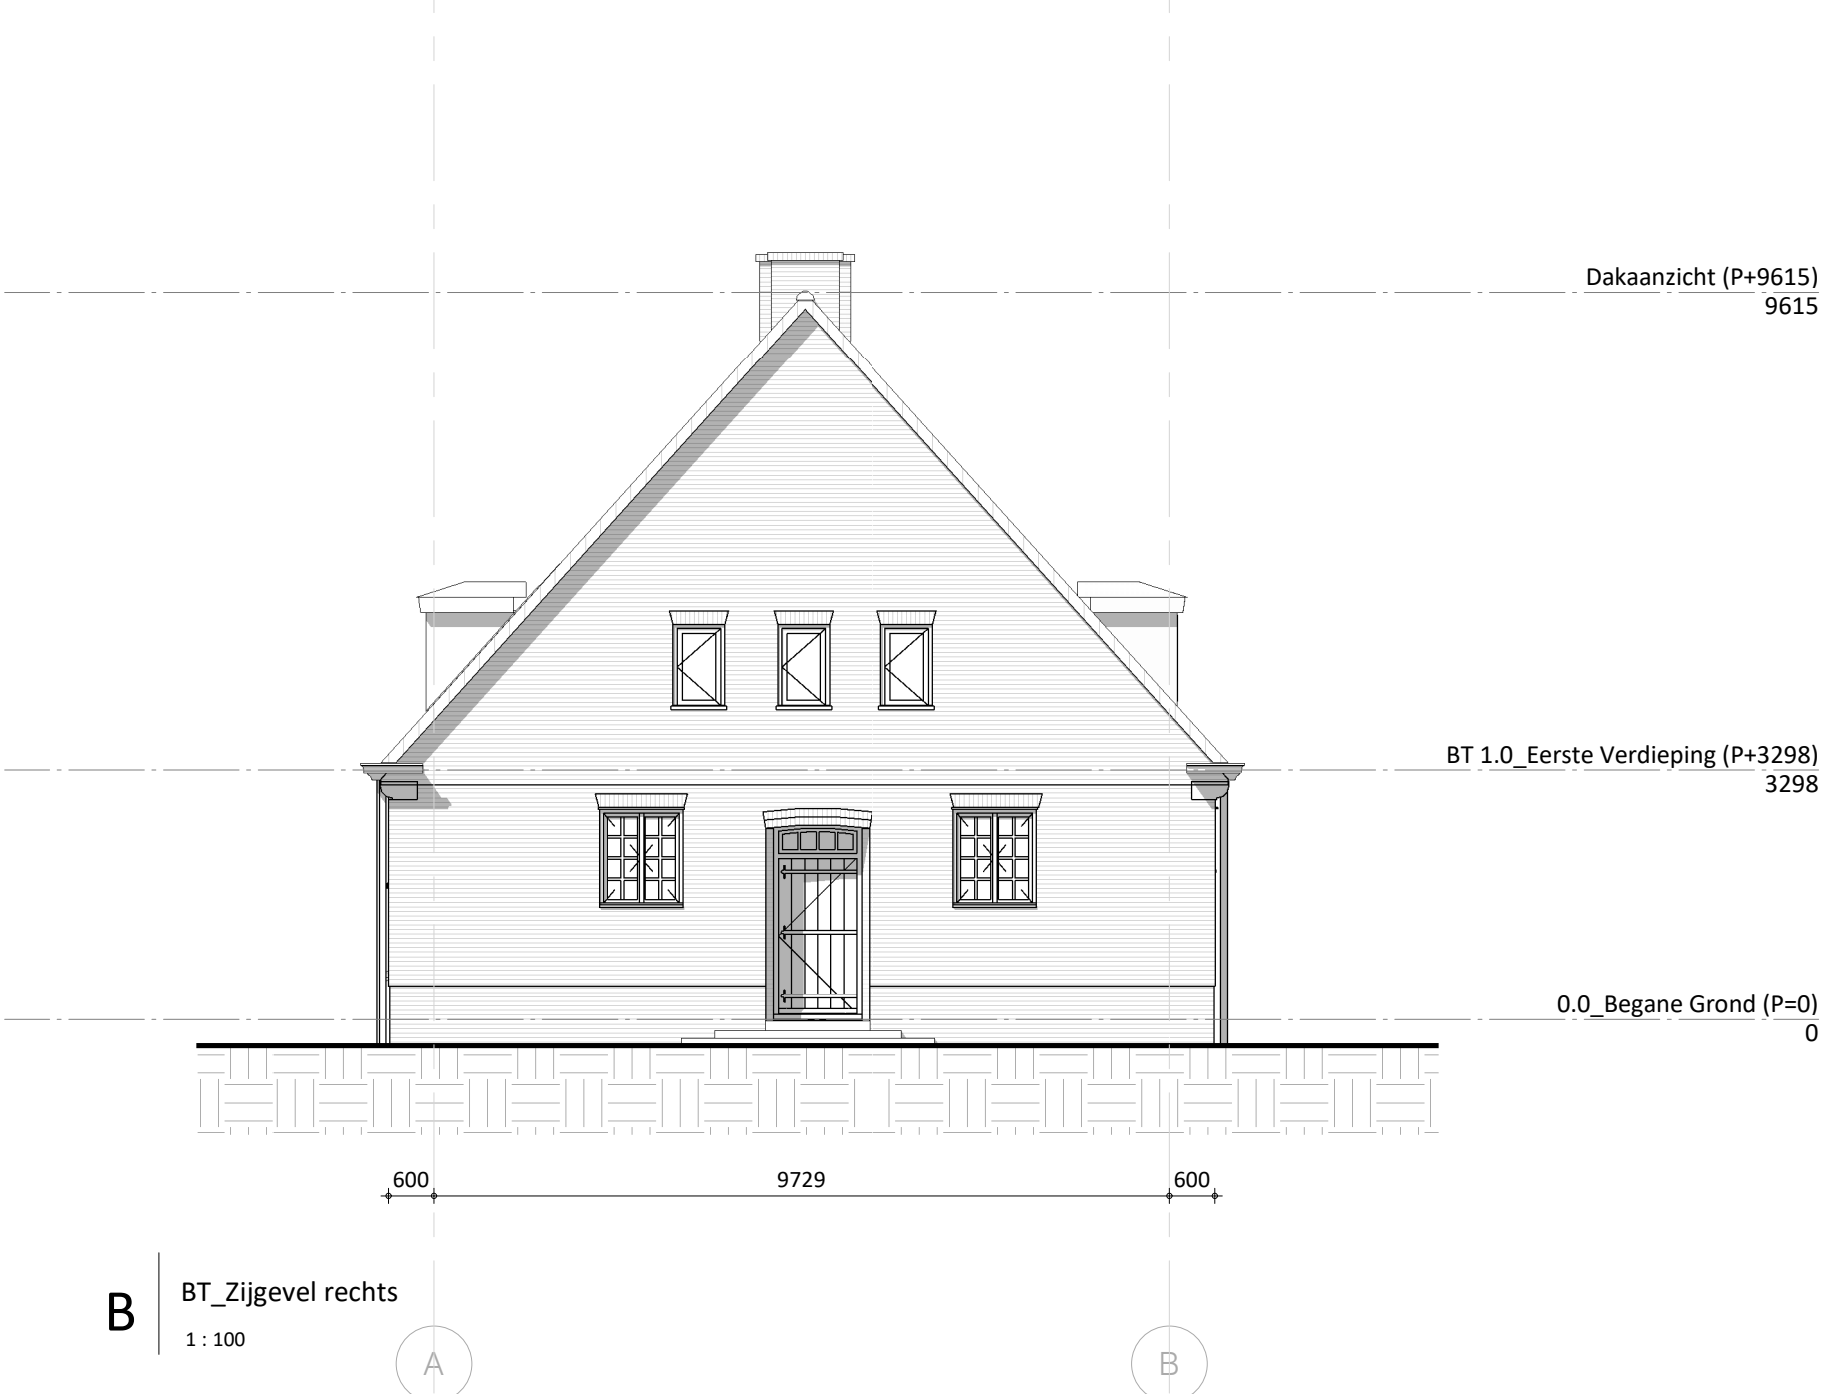 Dakaanzicht (P+9615)
9615
BT 1.0_Eerste Verdieping (P+3298)
3298
0.0_Begane Grond (P=0)
0
600
9729
600
B
BT_Zijgevel rechts
1 : 100
A
B